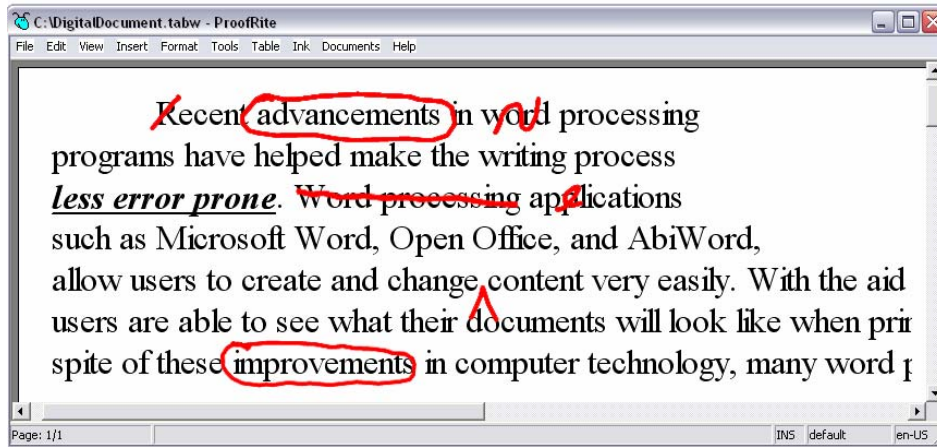 C:\DigitalDocument.tabw - ProofRite
File Edit View Insert Format Tools Table Ink Documents Help
Recent advancements in word processing
programs have helped make the writing process
less error prone. Word processing applications
such as Microsoft Word, Open Office, and AbiWord,
allow users to create and change content very easily. With the aid
users are able to see what their documents will look like when prin
spite of these improvements in computer technology, many word p
Page: 1/1 INS default en-US